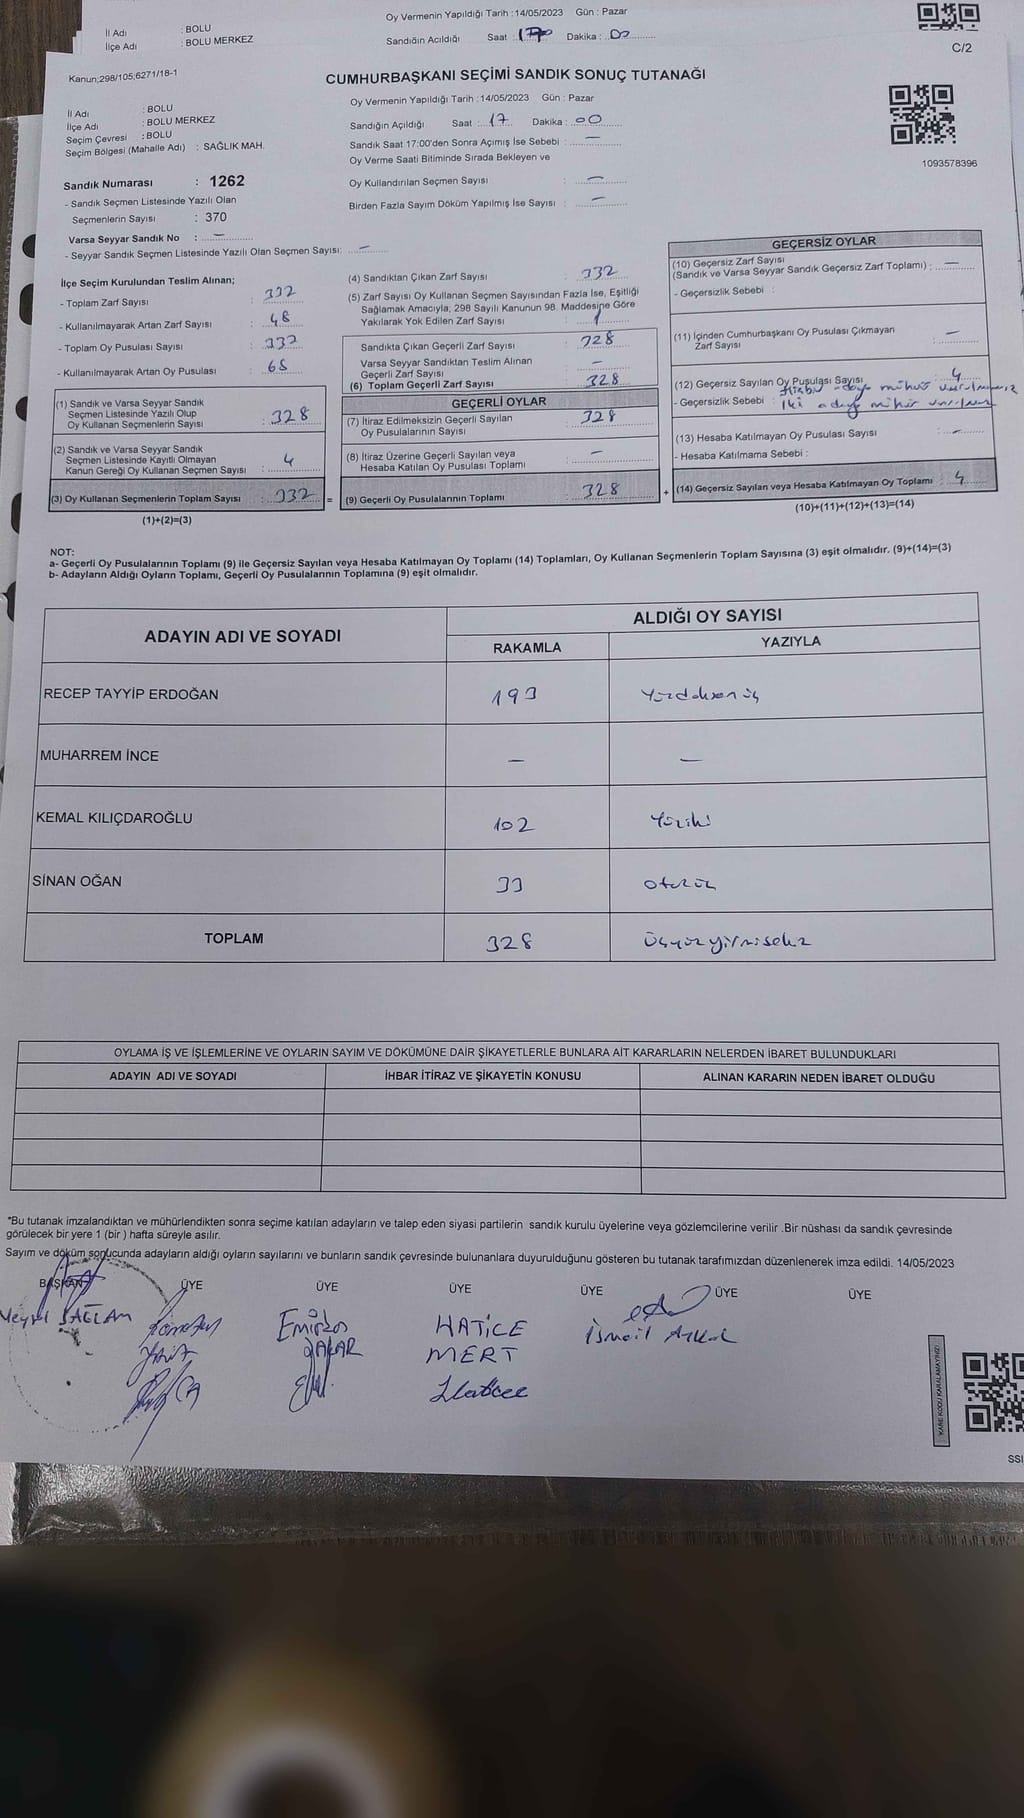 Oy Vermenin Yapıldığı Tarih :14/05/2023 Gün : Pazar
İl Adı : BOLU
İlçe Adı : BOLU MERKEZ
Sandığın Açıldığı Saat : 17 Dakika : 00
C/2
Kanun;298/105;6271/18-1
CUMHURBAŞKANI SEÇİMİ SANDIK SONUÇ TUTANAĞI
Oy Vermenin Yapıldığı Tarih :14/05/2023 Gün : Pazar
İl Adı : BOLU
İlçe Adı : BOLU MERKEZ
Seçim Çevresi : BOLU
Seçim Bölgesi (Mahalle Adı) : SAĞLIK MAH.
Sandığın Açıldığı Saat : 17 Dakika : 00
Sandık Saat 17:00'den Sonra Açımış İse Sebebi : —
Oy Verme Saati Bitiminde Sırada Bekleyen ve
Oy Kullandırılan Seçmen Sayısı : —
Birden Fazla Sayım Döküm Yapılmış İse Sayısı : —
1093578396
Sandık Numarası : 1262
- Sandık Seçmen Listesinde Yazılı Olan
Seçmenlerin Sayısı : 370
Varsa Seyyar Sandık No : —
- Seyyar Sandık Seçmen Listesinde Yazılı Olan Seçmen Sayısı: —
İlçe Seçim Kurulundan Teslim Alınan;
- Toplam Zarf Sayısı :
- Kullanılmayarak Artan Zarf Sayısı : 48
- Toplam Oy Pusulası Sayısı :
- Kullanılmayarak Artan Oy Pusulası : 68
(1) Sandık ve Varsa Seyyar Sandık
Seçmen Listesinde Yazılı Olup
Oy Kullanan Seçmenlerin Sayısı : 328
(2) Sandık ve Varsa Seyyar Sandık
Seçmen Listesinde Kayıtlı Olmayan
Kanun Gereği Oy Kullanan Seçmen Sayısı : 4
(3) Oy Kullanan Seçmenlerin Toplam Sayısı : 332 =
(1)+(2)=(3)
(4) Sandıktan Çıkan Zarf Sayısı : 332
(5) Zarf Sayısı Oy Kullanan Seçmen Sayısından Fazla İse, Eşitliği
Sağlamak Amacıyla, 298 Sayılı Kanunun 98. Maddesine Göre
Yakılarak Yok Edilen Zarf Sayısı :
Sandıkta Çıkan Geçerli Zarf Sayısı : 328
Varsa Seyyar Sandıktan Teslim Alınan
Geçerli Zarf Sayısı : —
(6) Toplam Geçerli Zarf Sayısı : 328
GEÇERLİ OYLAR
(7) İtiraz Edilmeksizin Geçerli Sayılan
Oy Pusulalarının Sayısı : 328
(8) İtiraz Üzerine Geçerli Sayılan veya
Hesaba Katılan Oy Pusulası Toplamı : —
(9) Geçerli Oy Pusulalarının Toplamı : 328 +
GEÇERSİZ OYLAR
(10) Geçersiz Zarf Sayısı
(Sandık ve Varsa Seyyar Sandık Geçersiz Zarf Toplamı) : —
- Geçersizlik Sebebi :
(11) İçinden Cumhurbaşkanı Oy Pusulası Çıkmayan
Zarf Sayısı : —
(12) Geçersiz Sayılan Oy Pusulası Sayısı : 4
- Geçersizlik Sebebi : Hiçbir adaya mühür vurulmamış
İki adaya mühür vurulmuş
(13) Hesaba Katılmayan Oy Pusulası Sayısı : —
- Hesaba Katılmama Sebebi :
(14) Geçersiz Sayılan veya Hesaba Katılmayan Oy Toplamı : 4
(10)+(11)+(12)+(13)=(14)
NOT:
a- Geçerli Oy Pusulalarının Toplamı (9) ile Geçersiz Sayılan veya Hesaba Katılmayan Oy Toplamı (14) Toplamları, Oy Kullanan Seçmenlerin Toplam Sayısına (3) eşit olmalıdır. (9)+(14)=(3)
b- Adayların Aldığı Oyların Toplamı, Geçerli Oy Pusulalarının Toplamına (9) eşit olmalıdır.
ADAYIN ADI VE SOYADI
ALDIĞI OY SAYISI
RAKAMLA YAZIYLA
RECEP TAYYİP ERDOĞAN 193 Yüzdoksanüç
MUHARREM İNCE — —
KEMAL KILIÇDAROĞLU 102 Yüziki
SİNAN OĞAN 33 Otuzüç
TOPLAM 328 Üçyüzyirmisekiz
OYLAMA İŞ VE İŞLEMLERİNE VE OYLARIN SAYIM VE DÖKÜMÜNE DAİR ŞİKAYETLERLE BUNLARA AİT KARARLARIN NELERDEN İBARET BULUNDUKLARI
ADAYIN ADI VE SOYADI İHBAR İTİRAZ VE ŞİKAYETİN KONUSU ALINAN KARARIN NEDEN İBARET OLDUĞU
"Bu tutanak imzalandıktan ve mühürlendikten sonra seçime katılan adayların ve talep eden siyasi partilerin sandık kurulu üyelerine veya gözlemcilerine verilir .Bir nüshası da sandık çevresinde
görülecek bir yere 1 (bir ) hafta süreyle asılır.
Sayım ve döküm sonucunda adayların aldığı oyların sayılarını ve bunların sandık çevresinde bulunanlara duyurulduğunu gösteren bu tutanak tarafımızdan düzenlenerek imza edildi. 14/05/2023
BAŞKAN ÜYE ÜYE ÜYE ÜYE ÜYE ÜYE
SAĞLAM
HATİCE
MERT
Hatice
İsmail
KARE KODU KARALAMAYINIZ!
SSI